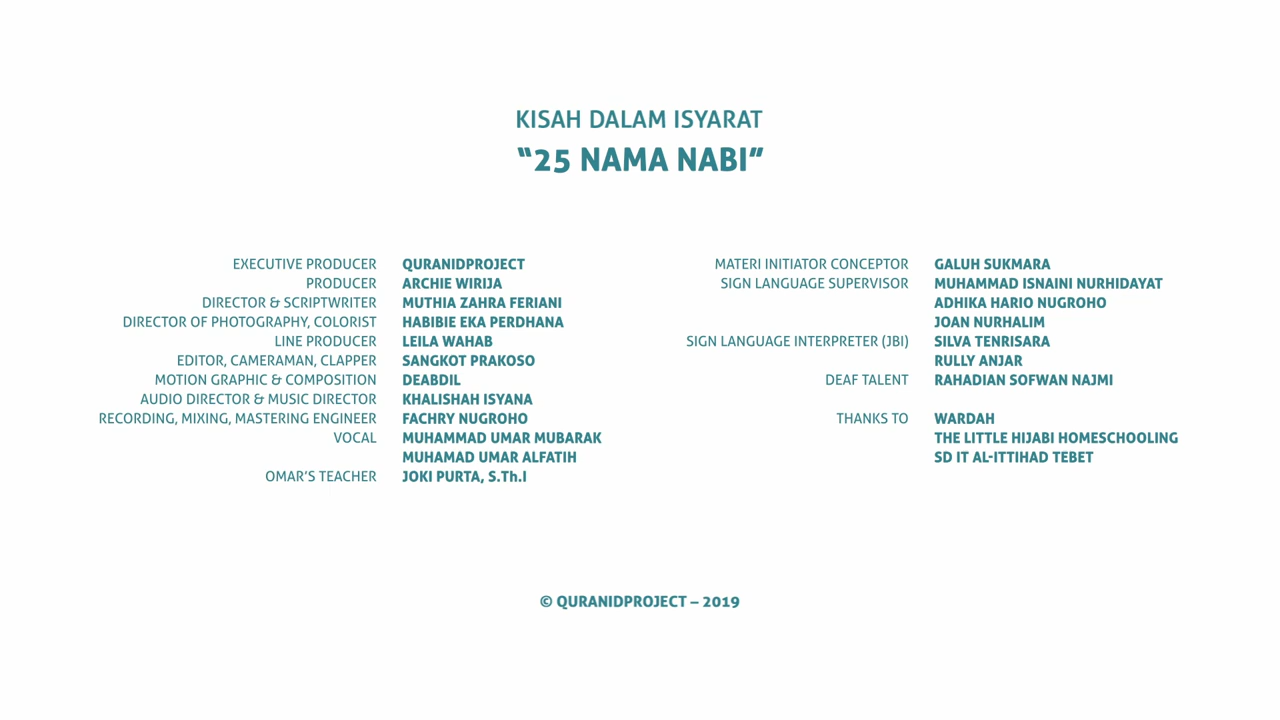 KISAH DALAM ISYARAT
“25 NAMA NABI”
EXECUTIVE PRODUCER QURANIDPROJECT
PRODUCER ARCHIE WIRIJA
DIRECTOR & SCRIPTWRITER MUTHIA ZAHRA FERIANI
DIRECTOR OF PHOTOGRAPHY, COLORIST HABIBIE EKA PERDHANA
LINE PRODUCER LEILA WAHAB
EDITOR, CAMERAMAN, CLAPPER SANGKOT PRAKOSO
MOTION GRAPHIC & COMPOSITION DEABDIL
AUDIO DIRECTOR & MUSIC DIRECTOR KHALISHAH ISYANA
RECORDING, MIXING, MASTERING ENGINEER FACHRY NUGROHO
VOCAL MUHAMMAD UMAR MUBARAK
MUHAMAD UMAR ALFATIH
OMAR’S TEACHER JOKI PURTA, S.Th.I
MATERI INITIATOR CONCEPTOR GALUH SUKMARA
SIGN LANGUAGE SUPERVISOR MUHAMMAD ISNAINI NURHIDAYAT
ADHIKA HARIO NUGROHO
JOAN NURHALIM
SIGN LANGUAGE INTERPRETER (JBI) SILVA TENRISARA
RULLY ANJAR
DEAF TALENT RAHADIAN SOFWAN NAJMI
THANKS TO WARDAH
THE LITTLE HIJABI HOMESCHOOLING
SD IT AL-ITTIHAD TEBET
© QURANIDPROJECT – 2019